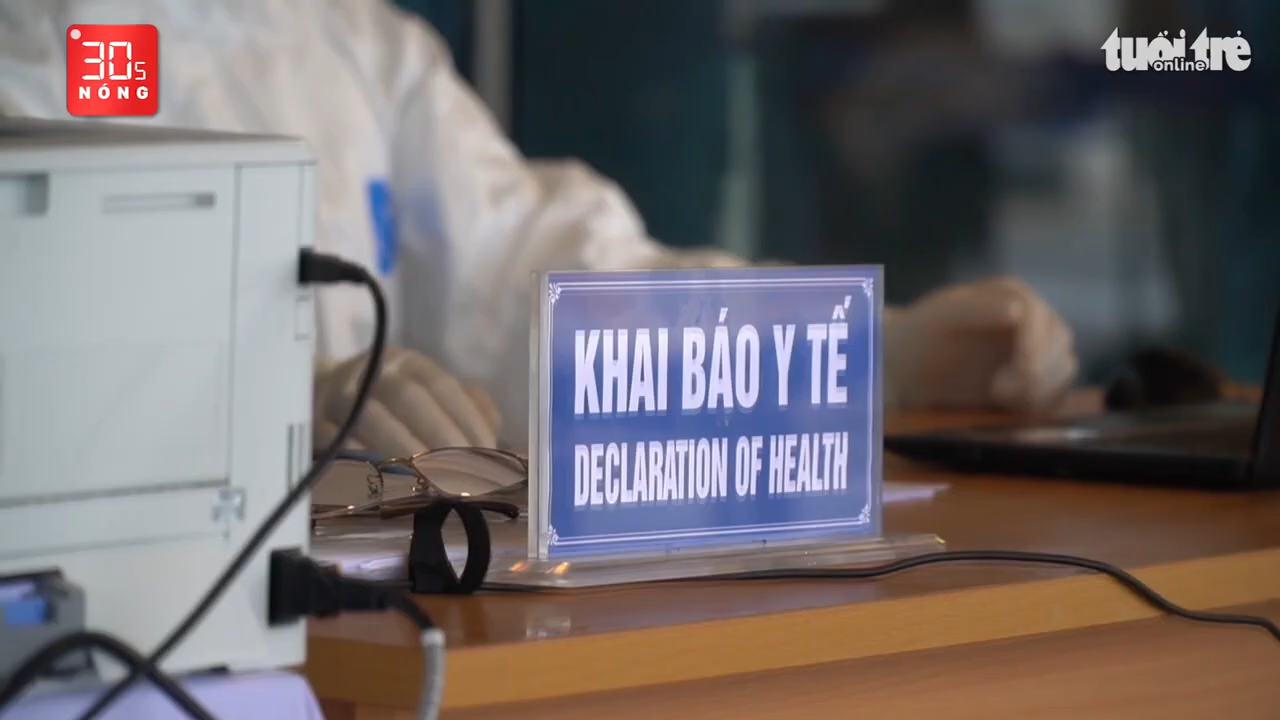 30s
NÓNG
tuổi trẻ
online
KHAI BÁO Y TẾ
DECLARATION OF HEALTH